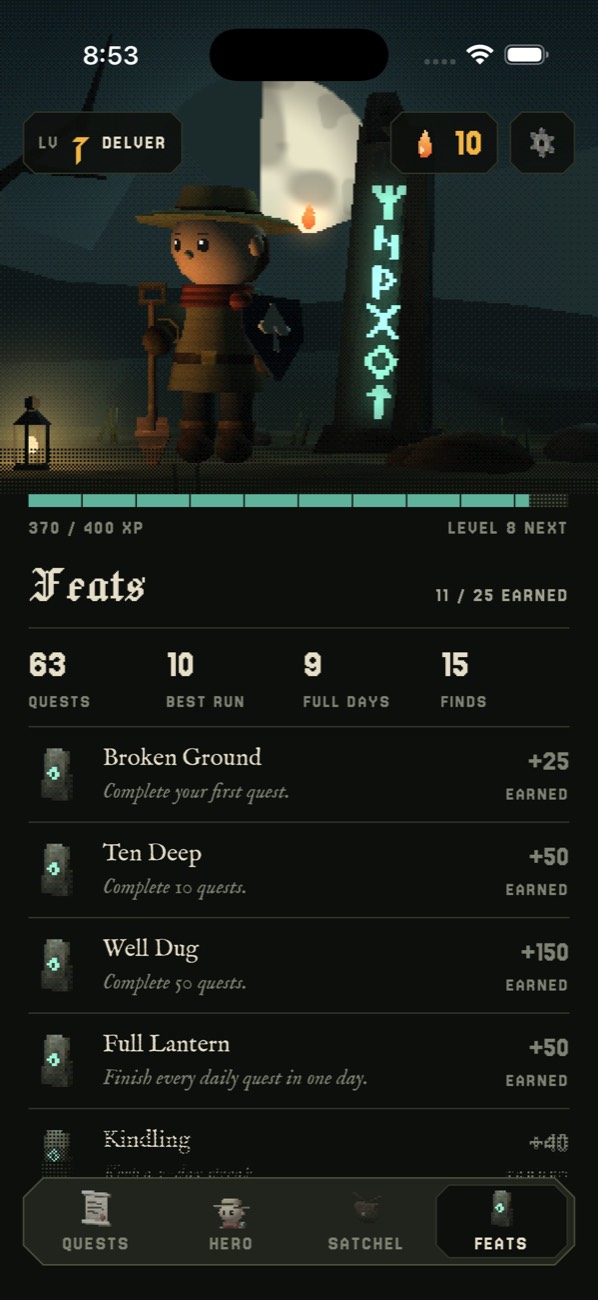 8:53
LV 7 DELVER
10
ᛉᚺᛈᚷᛟᛏ
370 / 400 XP
LEVEL 8 NEXT
Feats
11 / 25 EARNED
63
QUESTS
10
BEST RUN
9
FULL DAYS
15
FINDS
Broken Ground
Complete your first quest.
+25
EARNED
Ten Deep
Complete 10 quests.
+50
EARNED
Well Dug
Complete 50 quests.
+150
EARNED
Full Lantern
Finish every daily quest in one day.
+50
EARNED
Kindling
+40
QUESTS
HERO
SATCHEL
FEATS